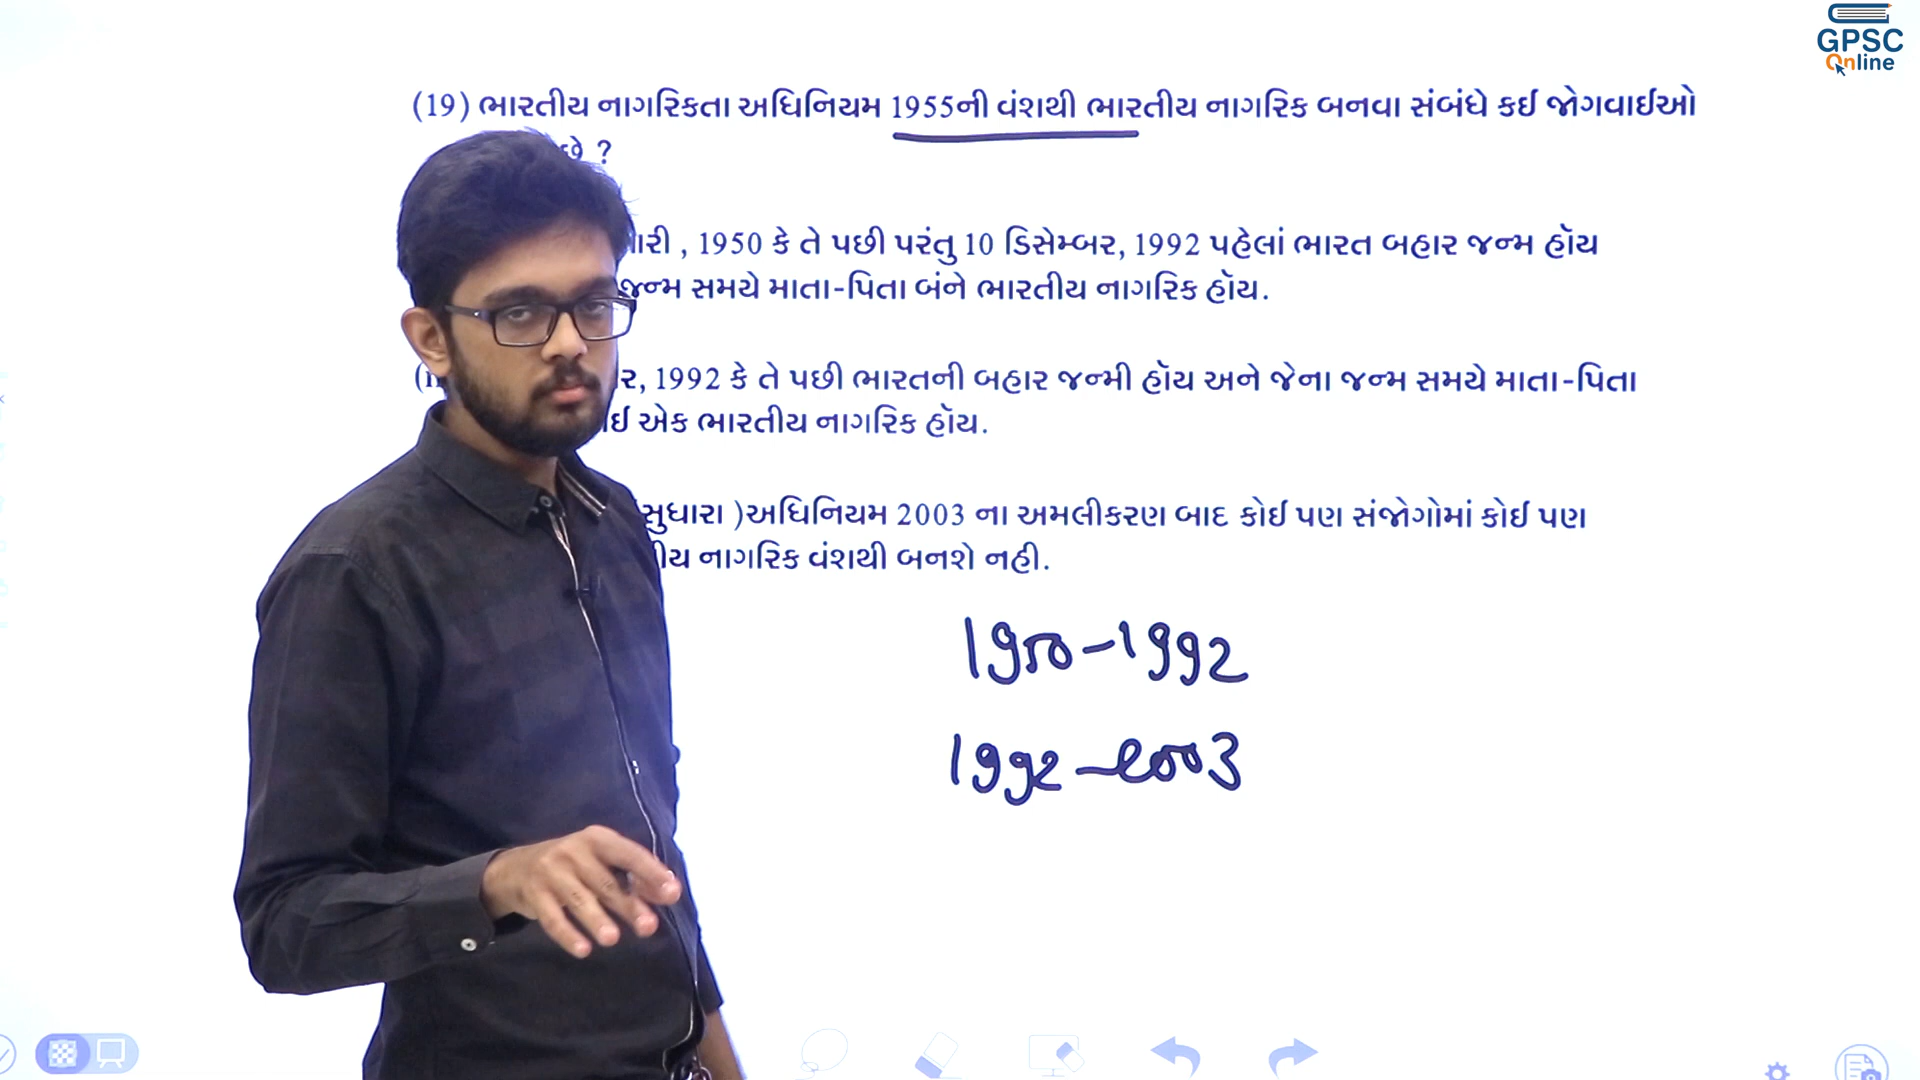 GPSC
Online
(19) ભારતીય નાગરિકતા અધિનિયમ 1955ની વંશથી ભારતીય નાગરિક બનવા સંબંધે કઈ જોગવાઈઓ
છે ?
1950 કે તે પછી પરંતુ 10 ડિસેમ્બર, 1992 પહેલાં ભારત બહાર જન્મ હૉય
જન્મ સમયે માતા-પિતા બંને ભારતીય નાગરિક હૉય.
1992 કે તે પછી ભારતની બહાર જન્મી હૉય અને જેના જન્મ સમયે માતા-પિતા
એક ભારતીય નાગરિક હૉય.
સુધારા )અધિનિયમ 2003 ના અમલીકરણ બાદ કોઈ પણ સંજોગોમાં કોઈ પણ
નાગરિક વંશથી બનશે નહી.
1950-1992
1992-2003